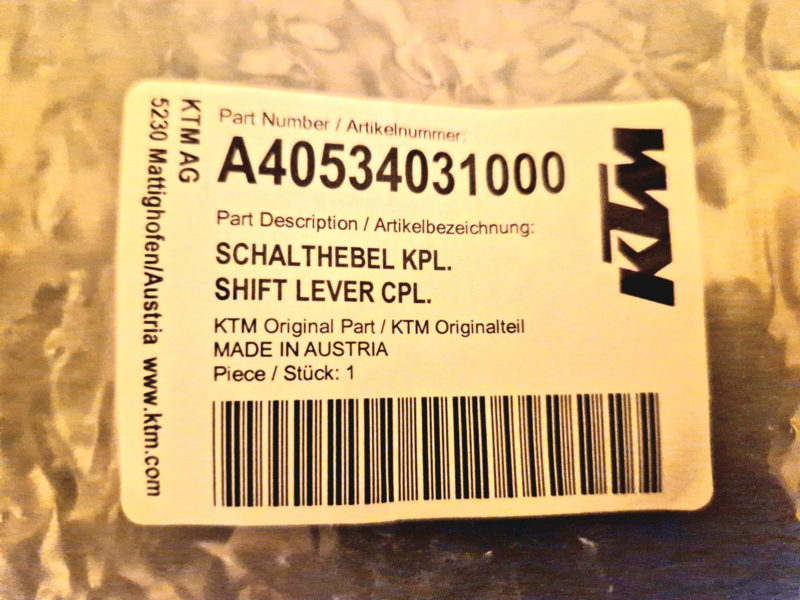 Part Number / Artikelnummer:
A40534031000
Part Description / Artikelbezeichnung:
SCHALTHEBEL KPL.
SHIFT LEVER CPL.
KTM Original Part / KTM Originalteil
MADE IN AUSTRIA
Piece / Stück: 1
KTM AG
5230 Mattighofen/Austria www.ktm.com
KTM